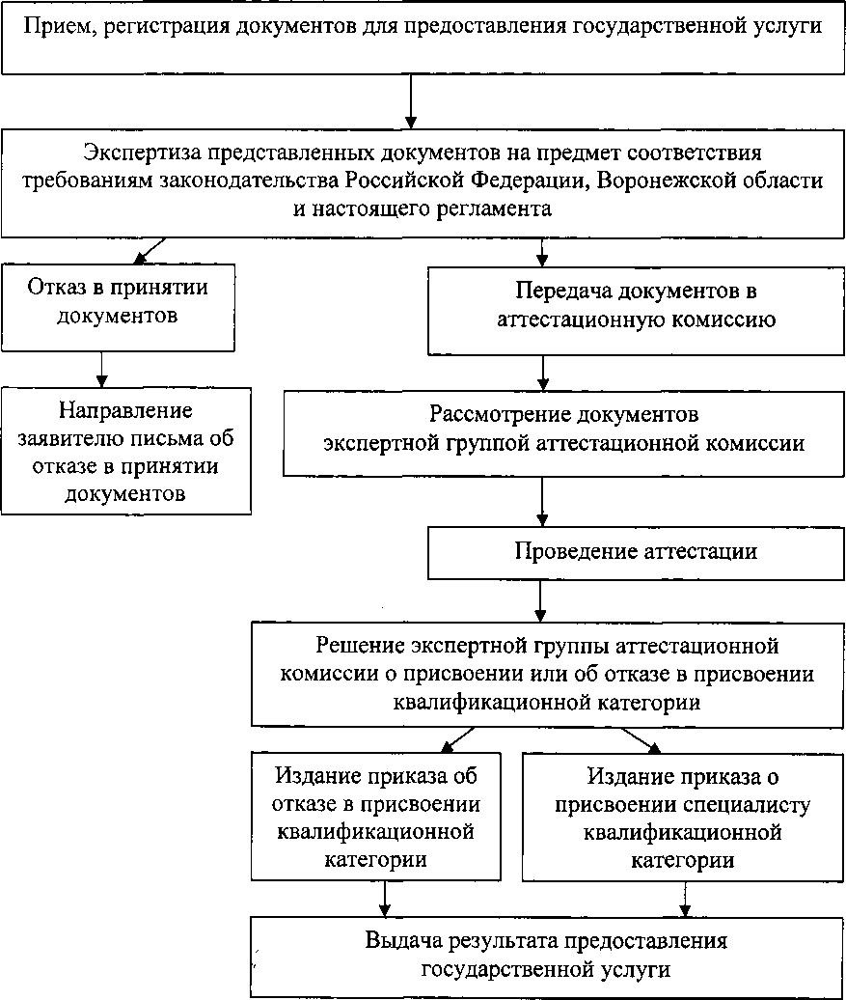 Прием, регистрация документов для предоставления государственной услуги
Экспертиза представленных документов на предмет соответствия
требованиям законодательства Российской Федерации, Воронежской области
и настоящего регламента
Отказ в принятии
документов
Передача документов в
аттестационную комиссию
Направление
заявителю письма об
отказе в принятии
документов
Рассмотрение документов
экспертной группой аттестационной комиссии
Проведение аттестации
Решение экспертной группы аттестационной
комиссии о присвоении или об отказе в присвоении
квалификационной категории
Издание приказа об
отказе в присвоении
квалификационной
категории
Издание приказа о
присвоении специалисту
квалификационной
категории
Выдача результата предоставления
государственной услуги